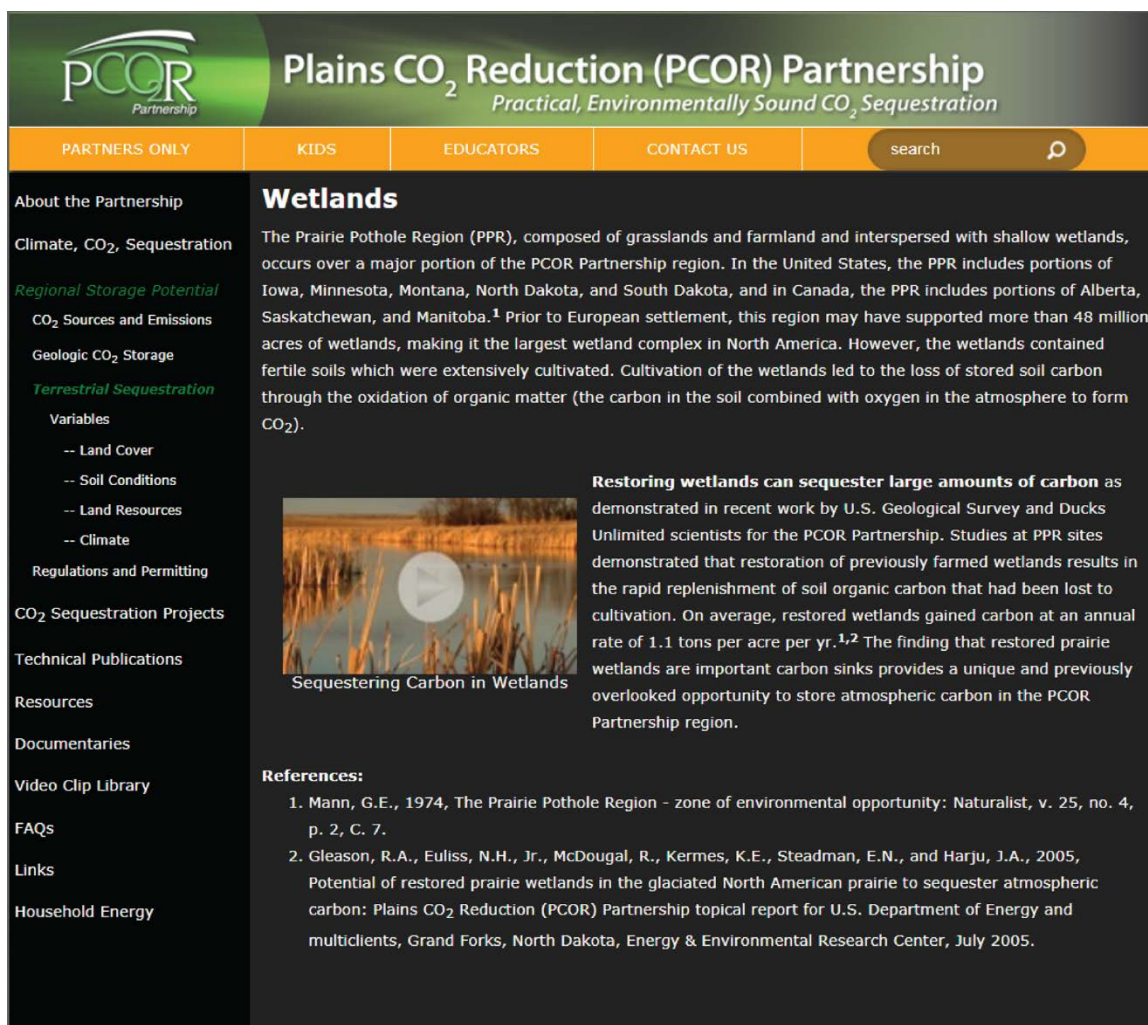 PCO2R
Partnership
Plains CO2 Reduction (PCOR) Partnership
Practical, Environmentally Sound CO2 Sequestration
PARTNERS ONLY
KIDS
EDUCATORS
CONTACT US
search
About the Partnership
Climate, CO2, Sequestration
Regional Storage Potential
CO2 Sources and Emissions
Geologic CO2 Storage
Terrestrial Sequestration
Variables
-- Land Cover
-- Soil Conditions
-- Land Resources
-- Climate
Regulations and Permitting
CO2 Sequestration Projects
Technical Publications
Resources
Documentaries
Video Clip Library
FAQs
Links
Household Energy
Wetlands
The Prairie Pothole Region (PPR), composed of grasslands and farmland and interspersed with shallow wetlands,
occurs over a major portion of the PCOR Partnership region. In the United States, the PPR includes portions of
Iowa, Minnesota, Montana, North Dakota, and South Dakota, and in Canada, the PPR includes portions of Alberta,
Saskatchewan, and Manitoba.1 Prior to European settlement, this region may have supported more than 48 million
acres of wetlands, making it the largest wetland complex in North America. However, the wetlands contained
fertile soils which were extensively cultivated. Cultivation of the wetlands led to the loss of stored soil carbon
through the oxidation of organic matter (the carbon in the soil combined with oxygen in the atmosphere to form
CO2).
Sequestering Carbon in Wetlands
Restoring wetlands can sequester large amounts of carbon as
demonstrated in recent work by U.S. Geological Survey and Ducks
Unlimited scientists for the PCOR Partnership. Studies at PPR sites
demonstrated that restoration of previously farmed wetlands results in
the rapid replenishment of soil organic carbon that had been lost to
cultivation. On average, restored wetlands gained carbon at an annual
rate of 1.1 tons per acre per yr.1,2 The finding that restored prairie
wetlands are important carbon sinks provides a unique and previously
overlooked opportunity to store atmospheric carbon in the PCOR
Partnership region.
References:
1. Mann, G.E., 1974, The Prairie Pothole Region - zone of environmental opportunity: Naturalist, v. 25, no. 4,
p. 2, C. 7.
2. Gleason, R.A., Euliss, N.H., Jr., McDougal, R., Kermes, K.E., Steadman, E.N., and Harju, J.A., 2005,
Potential of restored prairie wetlands in the glaciated North American prairie to sequester atmospheric
carbon: Plains CO2 Reduction (PCOR) Partnership topical report for U.S. Department of Energy and
multiclients, Grand Forks, North Dakota, Energy & Environmental Research Center, July 2005.